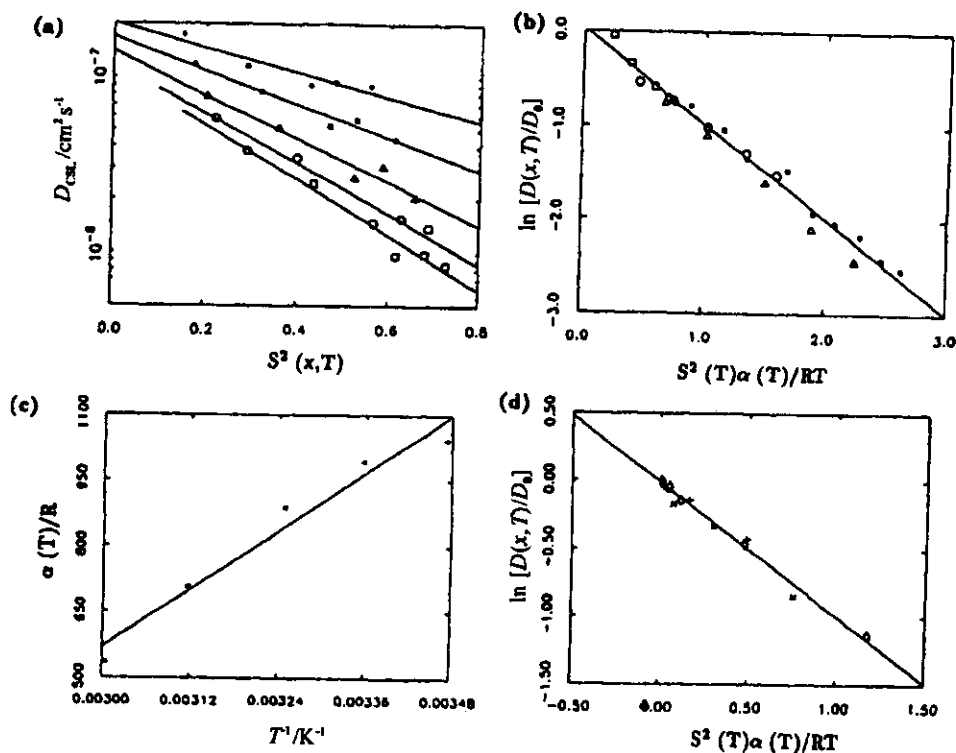 (a)
10⁻⁷
10⁻⁸
D_CSL/cm² s⁻¹
0.0 0.2 0.4 0.6 0.8
S² (x,T)
(b)
0.0
−1.0
−2.0
−3.0
ln [D(x,T)/D₀]
0.0 1.0 2.0 3.0
S² (T)α (T)/RT
(c)
1100
950
800
650
500
α (T)/R
0.00300 0.00312 0.00324 0.00336 0.00348
T¹/K⁻¹
(d)
0.50
0.00
−0.50
−1.00
−1.50
ln [D(x,T)/D₀]
−0.50 0.00 0.50 1.00 1.50
S² (T)α (T)/RT